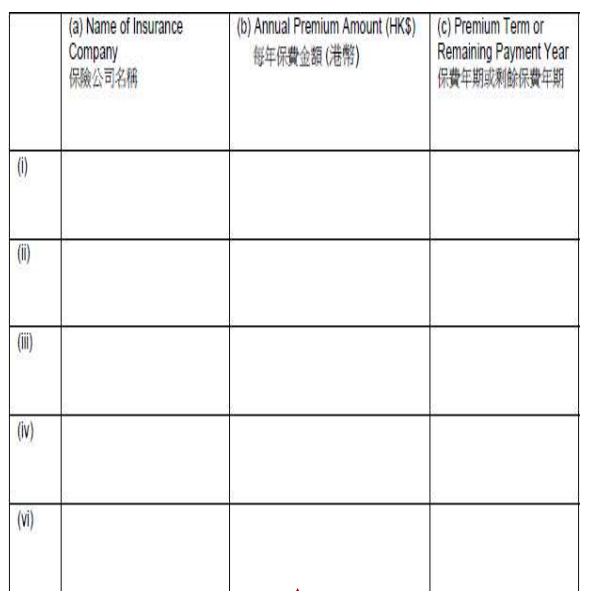 (a) Name of Insurance
Company
保險公司名稱
(b) Annual Premium Amount (HK$)
每年保費金額 (港幣)
(c) Premium Term or
Remaining Payment Year
保費年期或剩餘保費年期
(i)
(ii)
(iii)
(iv)
(vi)